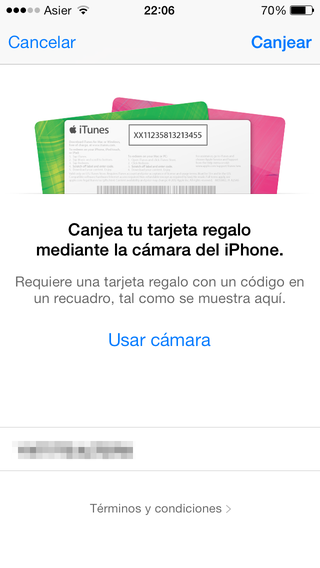 Asier 22:06 70%
Cancelar Canjear
iTunes
XX11235813213455
Canjea tu tarjeta regalo
mediante la cámara del iPhone.
Requiere una tarjeta regalo con un código en
un recuadro, tal como se muestra aquí.
Usar cámara
Términos y condiciones